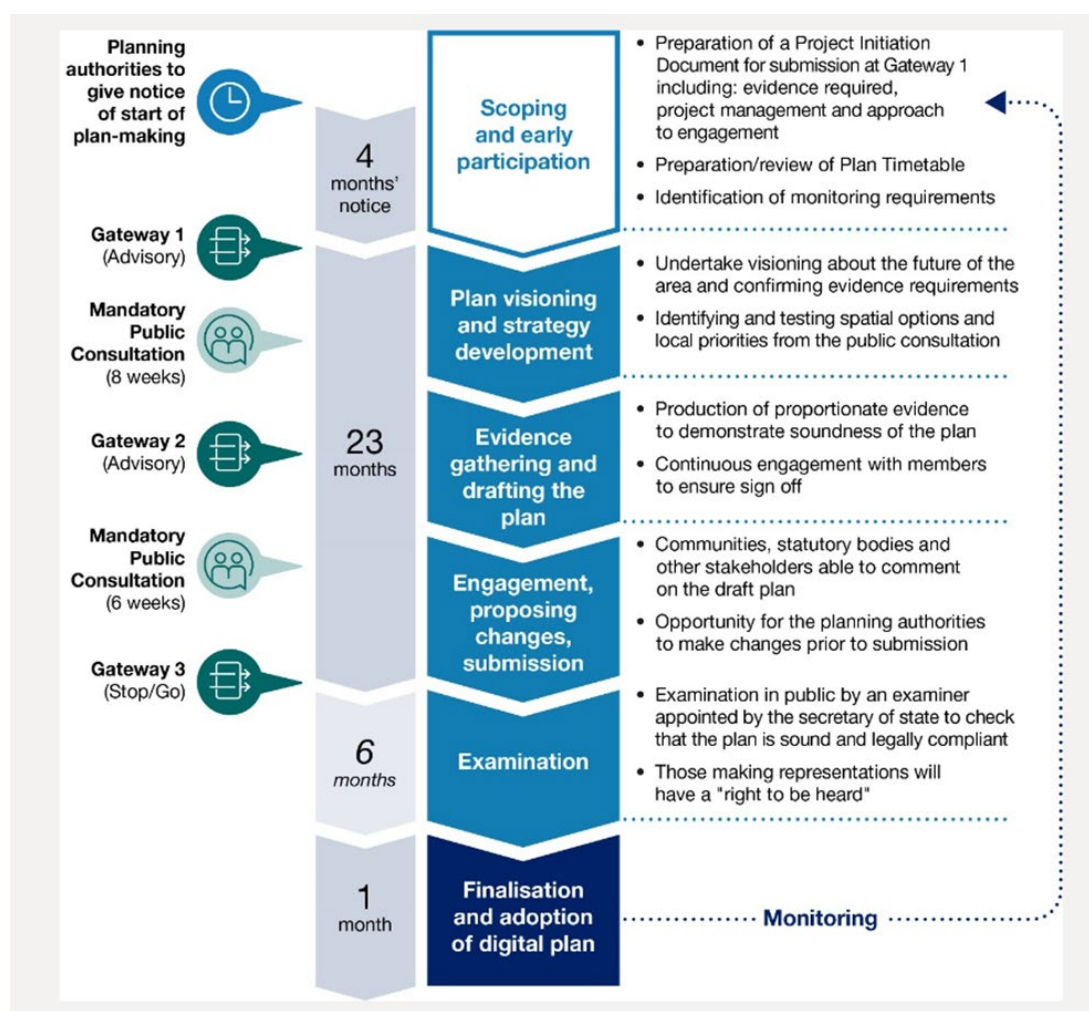 Planning
authorities to
give notice
of start of
plan-making
4
months’
notice
Scoping
and early
participation
• Preparation of a Project Initiation
Document for submission at Gateway 1
including: evidence required,
project management and approach
to engagement
• Preparation/review of Plan Timetable
• Identification of monitoring requirements
Gateway 1
(Advisory)
Mandatory
Public
Consultation
(8 weeks)
Plan visioning
and strategy
development
• Undertake visioning about the future of the
area and confirming evidence requirements
• Identifying and testing spatial options and
local priorities from the public consultation
Gateway 2
(Advisory)
23
months
Evidence
gathering and
drafting the
plan
• Production of proportionate evidence
to demonstrate soundness of the plan
• Continuous engagement with members
to ensure sign off
Mandatory
Public
Consultation
(6 weeks)
Engagement,
proposing
changes,
submission
• Communities, statutory bodies and
other stakeholders able to comment
on the draft plan
• Opportunity for the planning authorities
to make changes prior to submission
Gateway 3
(Stop/Go)
6
months
Examination
• Examination in public by an examiner
appointed by the secretary of state to check
that the plan is sound and legally compliant
• Those making representations will
have a "right to be heard"
1
month
Finalisation
and adoption
of digital plan
Monitoring